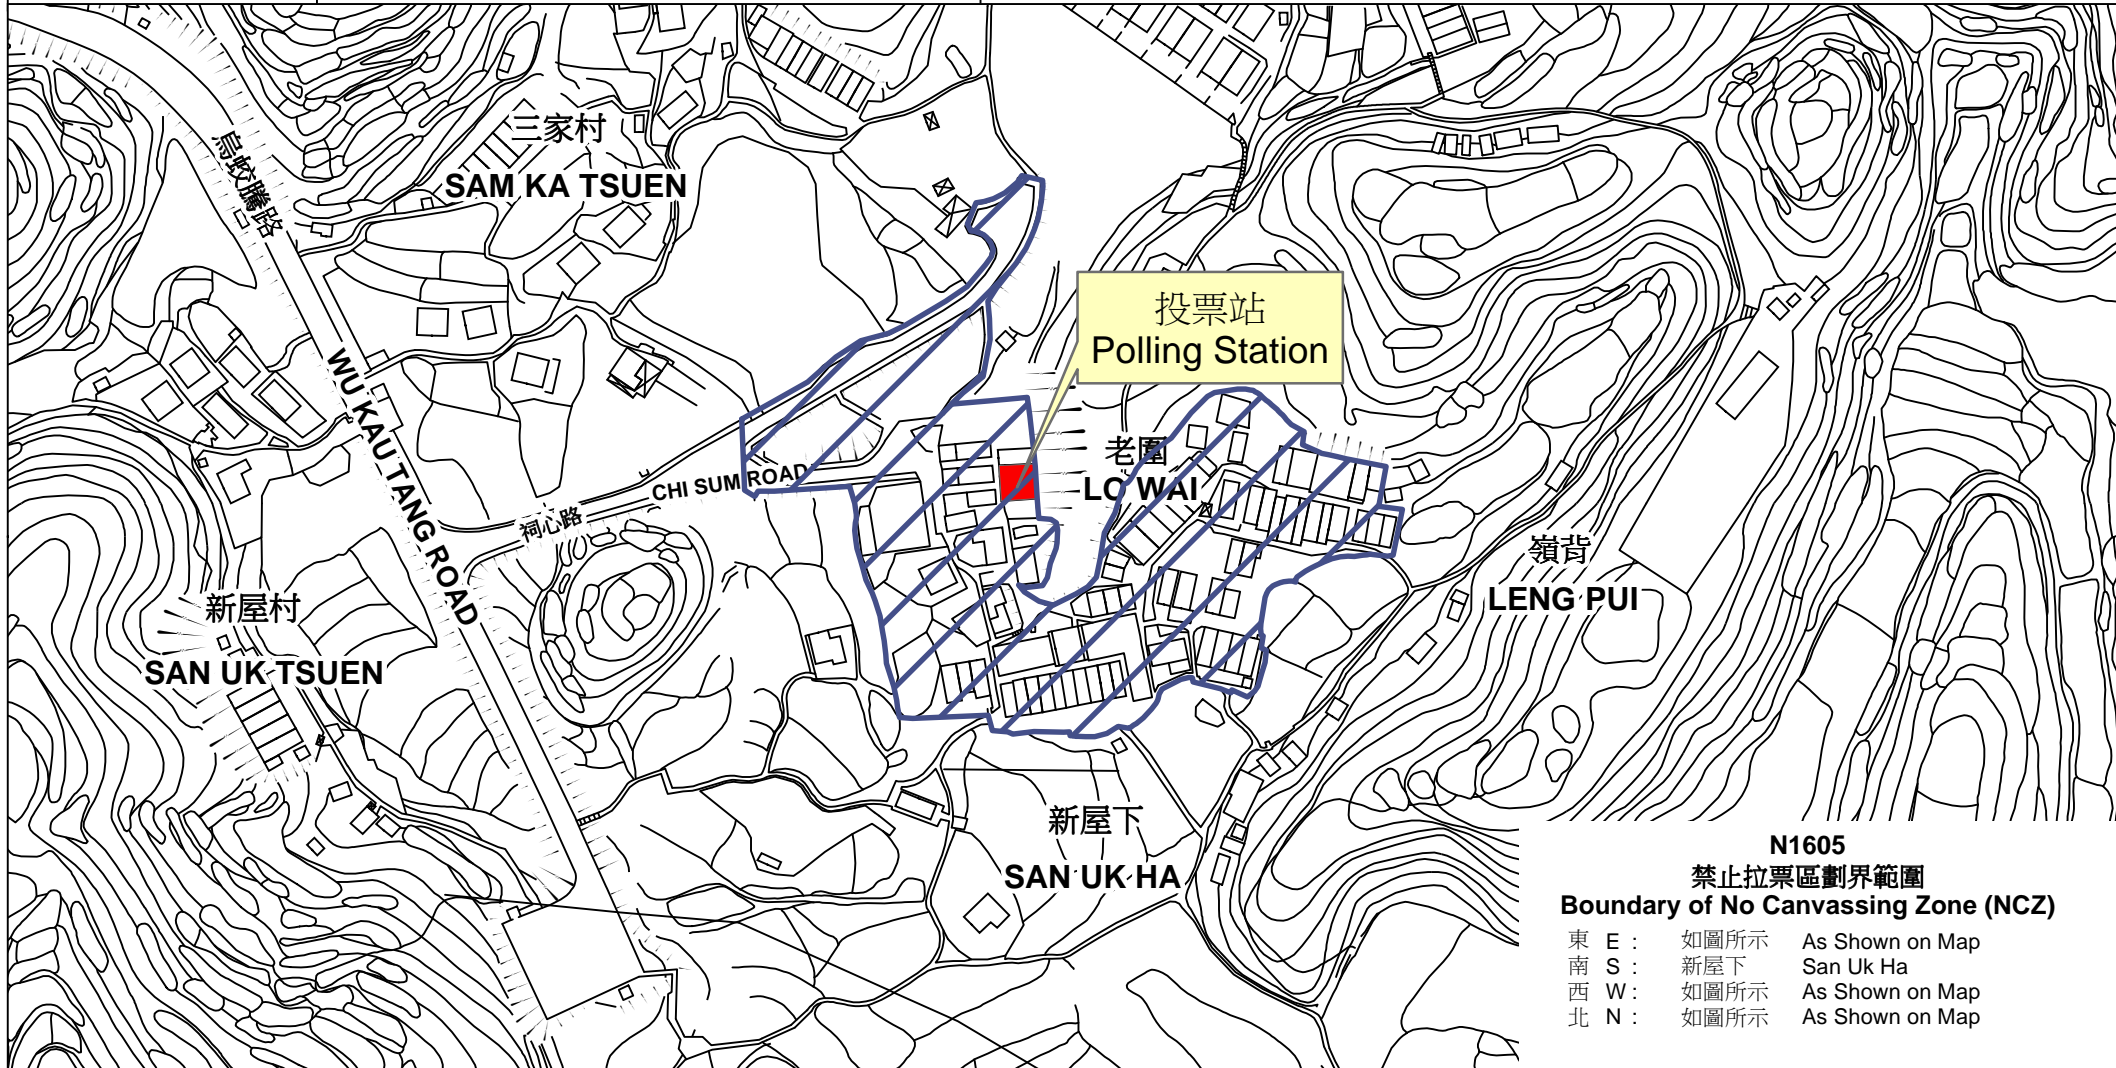 三家村
SAM KA TSUEN
烏蛟騰路
WU KAU TANG ROAD
投票站
Polling Station
老圍
LO WAI
CHI SUM ROAD
祠心路
嶺背
LENG PUI
新屋村
SAN UK TSUEN
新屋下
SAN UK HA
N1605
禁止拉票區劃界範圍
Boundary of No Canvassing Zone (NCZ)
東 E : 如圖所示 As Shown on Map
南 S : 新屋下 San Uk Ha
西 W : 如圖所示 As Shown on Map
北 N : 如圖所示 As Shown on Map